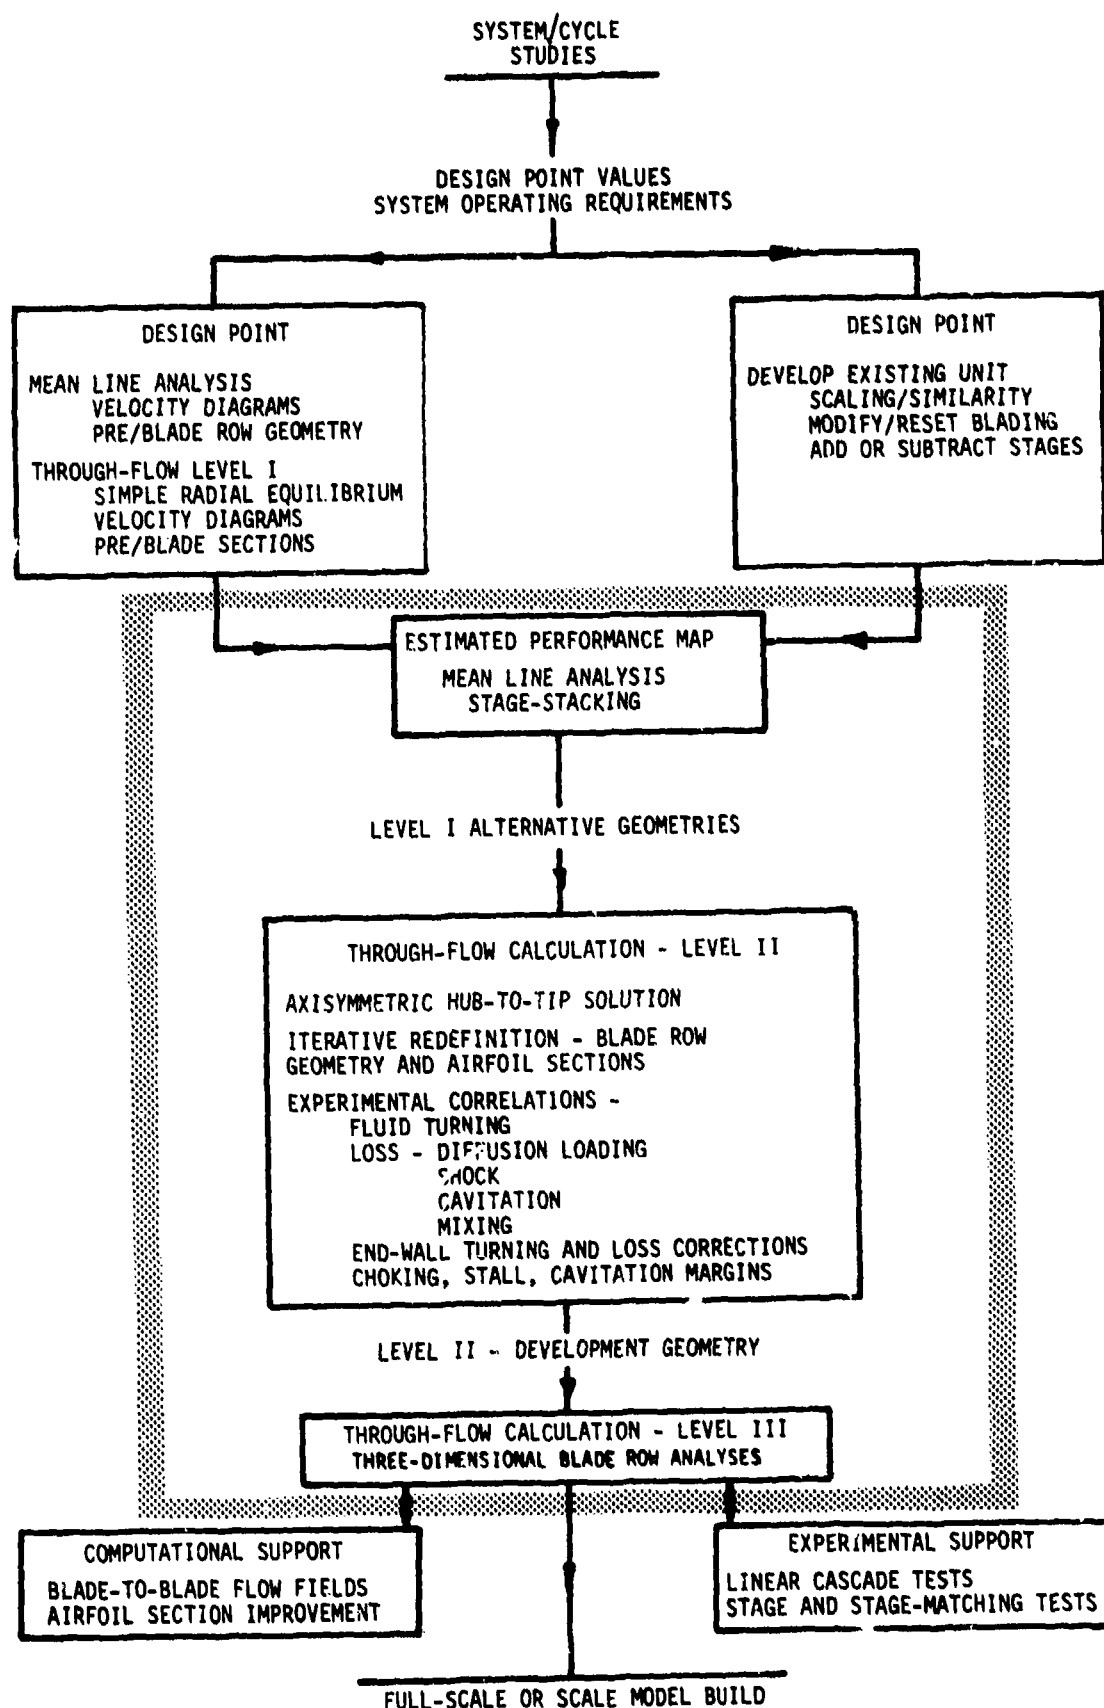 SYSTEM/CYCLE
STUDIES
DESIGN POINT VALUES
SYSTEM OPERATING REQUIREMENTS
DESIGN POINT
MEAN LINE ANALYSIS
VELOCITY DIAGRAMS
PRE/BLADE ROW GEOMETRY
THROUGH-FLOW LEVEL I
SIMPLE RADIAL EQUILIBRIUM
VELOCITY DIAGRAMS
PRE/BLADE SECTIONS
DESIGN POINT
DEVELOP EXISTING UNIT
SCALING/SIMILARITY
MODIFY/RESET BLADING
ADD OR SUBTRACT STAGES
ESTIMATED PERFORMANCE MAP
MEAN LINE ANALYSIS
STAGE-STACKING
LEVEL I ALTERNATIVE GEOMETRIES
THROUGH-FLOW CALCULATION - LEVEL II
AXISYMMETRIC HUB-TO-TIP SOLUTION
ITERATIVE REDEFINITION - BLADE ROW
GEOMETRY AND AIRFOIL SECTIONS
EXPERIMENTAL CORRELATIONS -
FLUID TURNING
LOSS - DIFFUSION LOADING
SHOCK
CAVITATION
MIXING
END-WALL TURNING AND LOSS CORRECTIONS
CHOKING, STALL, CAVITATION MARGINS
LEVEL II - DEVELOPMENT GEOMETRY
THROUGH-FLOW CALCULATION - LEVEL III
THREE-DIMENSIONAL BLADE ROW ANALYSES
COMPUTATIONAL SUPPORT
BLADE-TO-BLADE FLOW FIELDS
AIRFOIL SECTION IMPROVEMENT
EXPERIMENTAL SUPPORT
LINEAR CASCADE TESTS
STAGE AND STAGE-MATCHING TESTS
FULL-SCALE OR SCALE MODEL BUILD